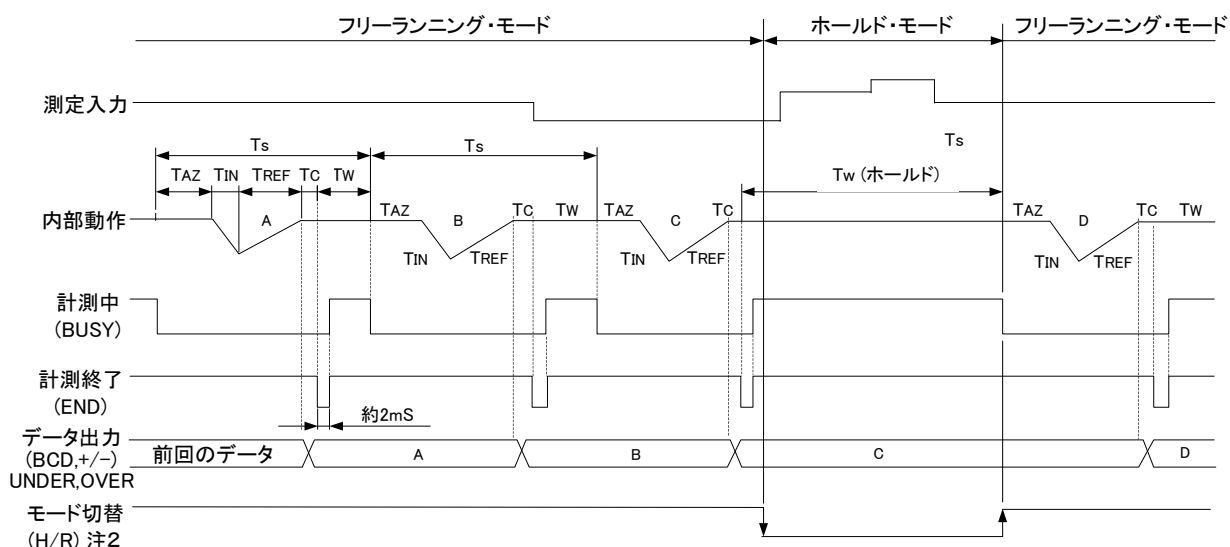 フリーランニング・モード ホールド・モード フリーランニング・モード
測定入力
Ts Ts Ts
TAZ TIN TREF TC TW Tw (ホールド)
内部動作 A TAZ B TC TW TAZ C TC TAZ D TC TW
TIN TREF TIN TREF TIN TREF
計測中
(BUSY)
計測終了
(END)
約2mS
データ出力
(BCD,+/−) 前回のデータ A B C D
UNDER,OVER
モード切替
(H/R) 注2